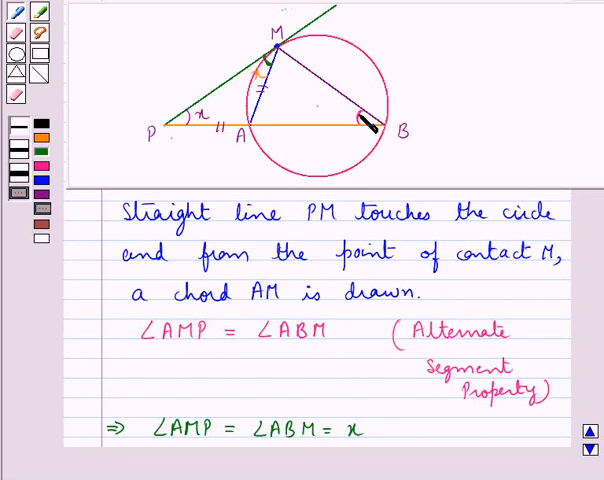 M
x
P
A
B
Straight line PM touches the circle
and from the point of contact M,
a chord AM is drawn.
∠AMP = ∠ABM (Alternate
Segment
Property)
⇒ ∠AMP = ∠ABM = x